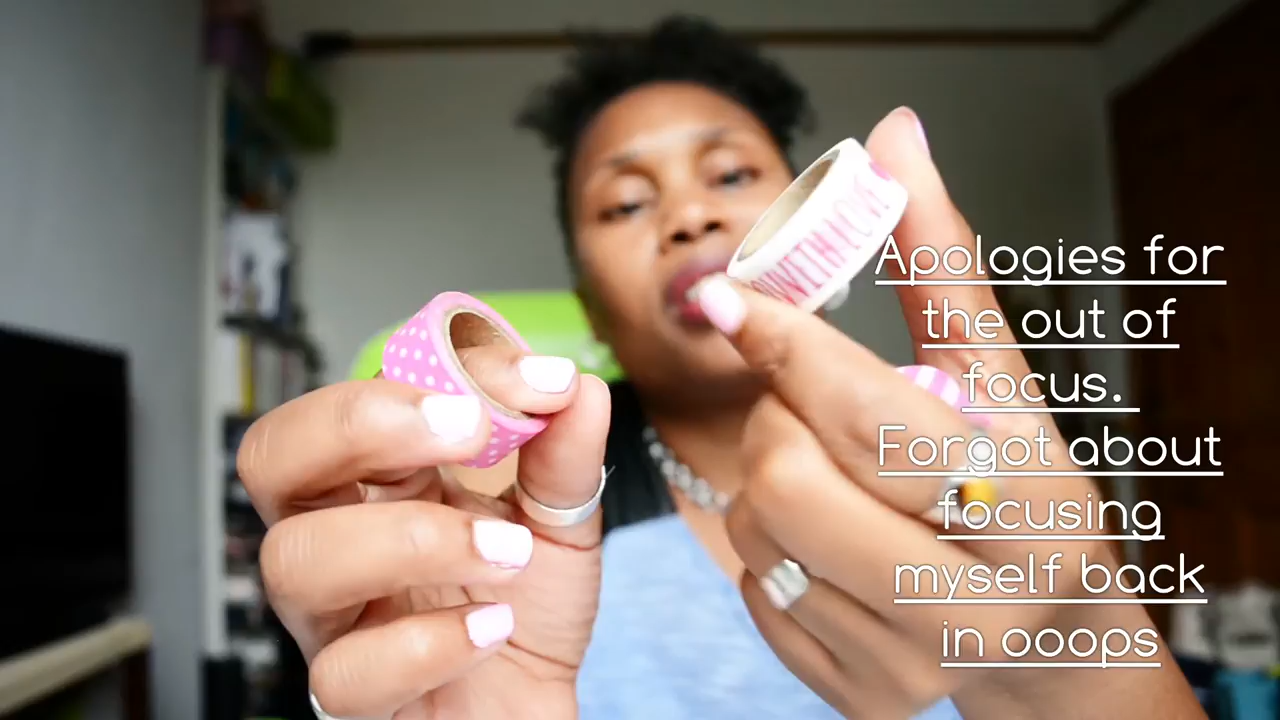 Apologies for
the out of
focus.
Forgot about
focusing
myself back
in ooops